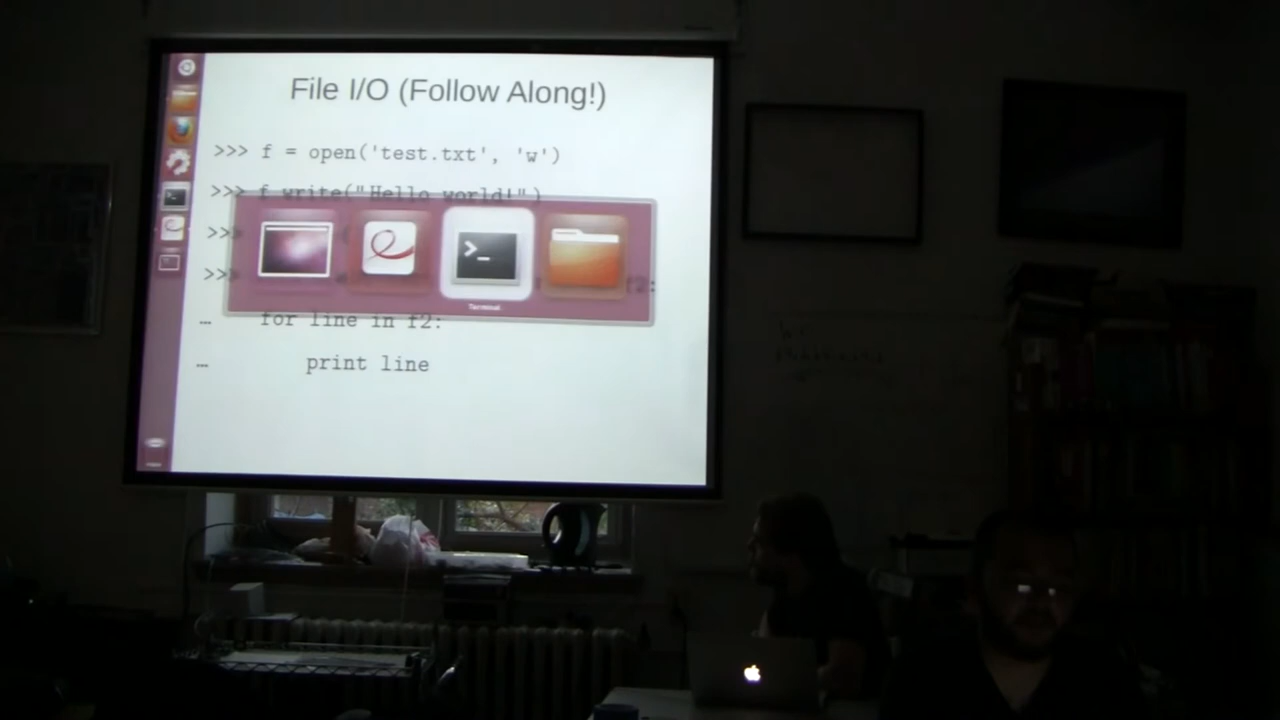 File I/O (Follow Along!)
>>> f = open('test.txt', 'w')
>>> f.write("Hello world!")
>>>
>>> f2:
Terminal
... for line in f2:
... print line